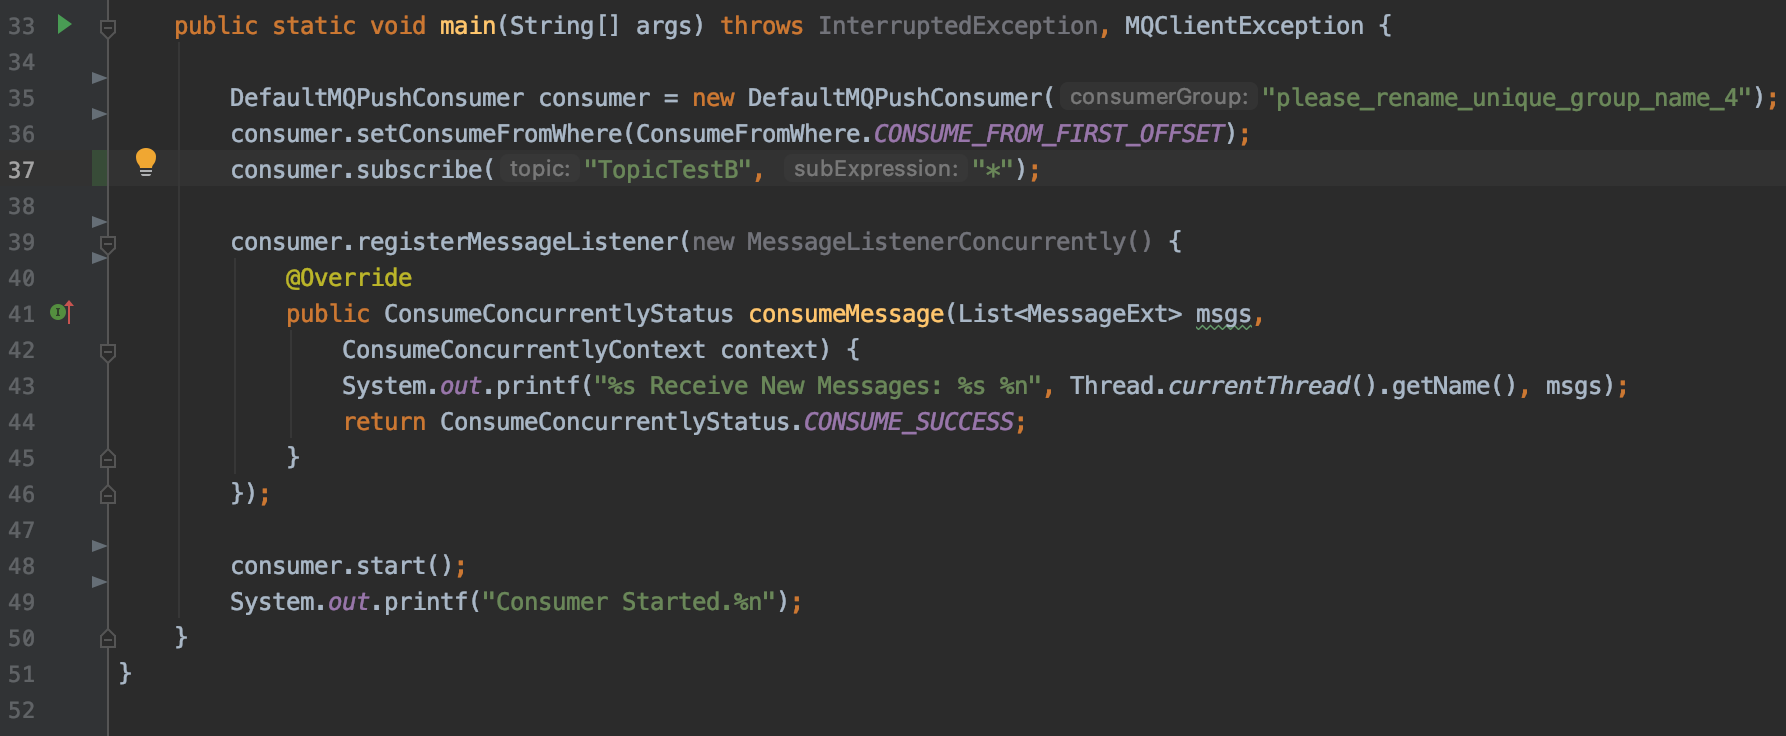 33 public static void main(String[] args) throws InterruptedException, MQClientException {
34
35 DefaultMQPushConsumer consumer = new DefaultMQPushConsumer( consumerGroup: "please_rename_unique_group_name_4");
36 consumer.setConsumeFromWhere(ConsumeFromWhere.CONSUME_FROM_FIRST_OFFSET);
37 consumer.subscribe( topic: "TopicTestB", subExpression: "*");
38
39 consumer.registerMessageListener(new MessageListenerConcurrently() {
40 @Override
41 public ConsumeConcurrentlyStatus consumeMessage(List<MessageExt> msgs,
42 ConsumeConcurrentlyContext context) {
43 System.out.printf("%s Receive New Messages: %s %n", Thread.currentThread().getName(), msgs);
44 return ConsumeConcurrentlyStatus.CONSUME_SUCCESS;
45 }
46 });
47
48 consumer.start();
49 System.out.printf("Consumer Started.%n");
50 }
51 }
52